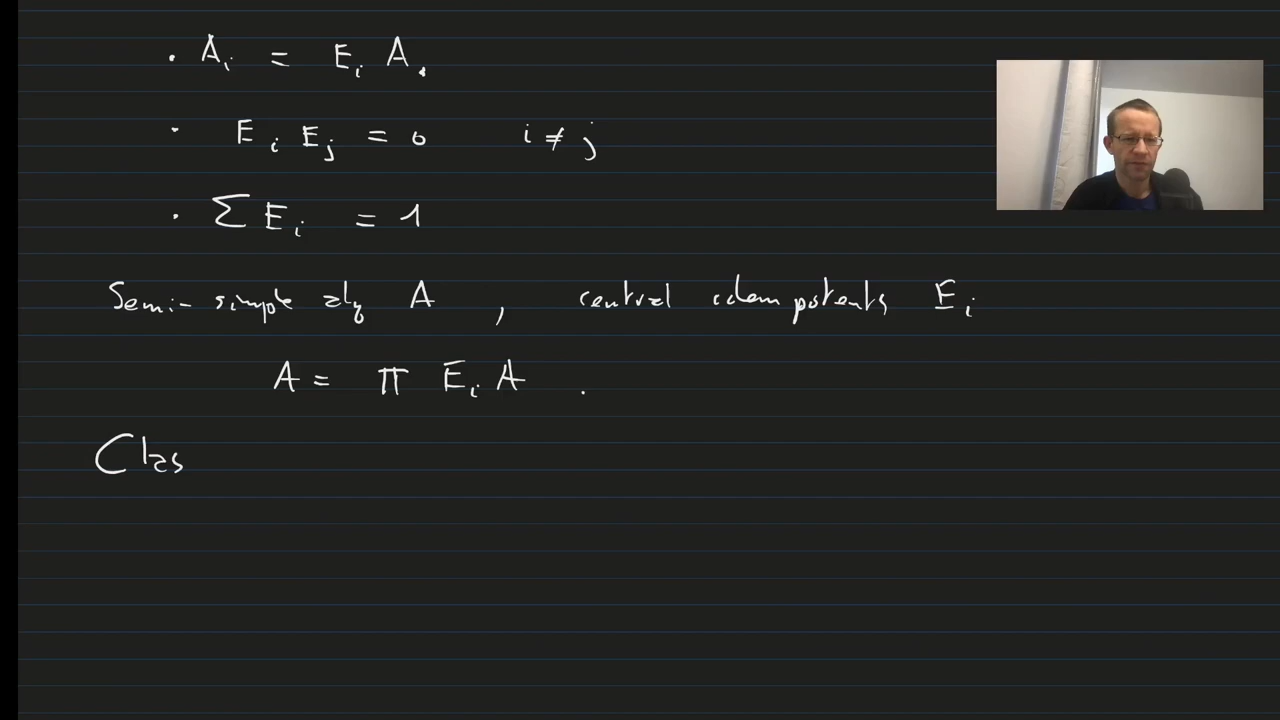 · A_i = E_i A.
· E_i E_j = 0 i ≠ j
· Σ E_i = 1
Semi-simple alg A , central idempotents E_i
A = π E_i A .
Clas